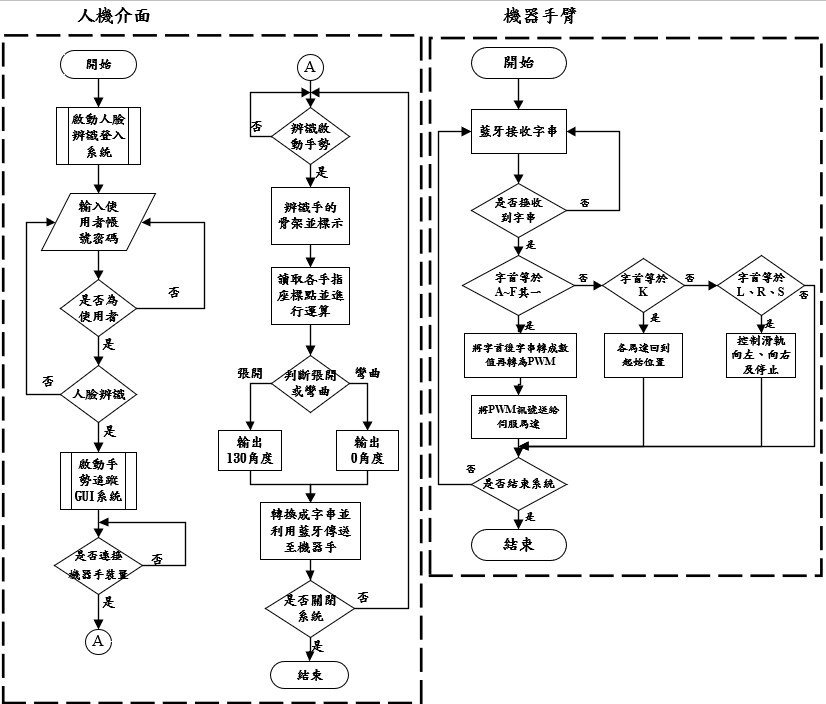 人機介面
開始
啟動人臉
辨識登入
系統
輸入使
用者帳
號密碼
否
是否為
使用者
是
否
人臉辨識
是
啟動手
勢追蹤
GUI系統
是否連接
機器手裝置
否
是
A
A
否
辨識啟
動手勢
是
辨識手的
骨架並標示
讀取各手指
座標點並進
行運算
張開
判斷張開
或彎曲
彎曲
輸出
130角度
輸出
0角度
轉換成字串並
利用藍牙傳送
至機器手
是否關閉
系統
否
是
結束
機器手臂
開始
藍牙接收字串
是否接收
到字串
否
是
字首等於
A~F其一
否
字首等於
K
否
字首等於
L、R、S
否
是
是
是
將字首後字串轉成數
值再轉為PWM
各馬達回到
起始位置
控制滑軌
向左、向右
及停止
將PWM訊號送給
伺服馬達
否
是否結束系統
是
結束